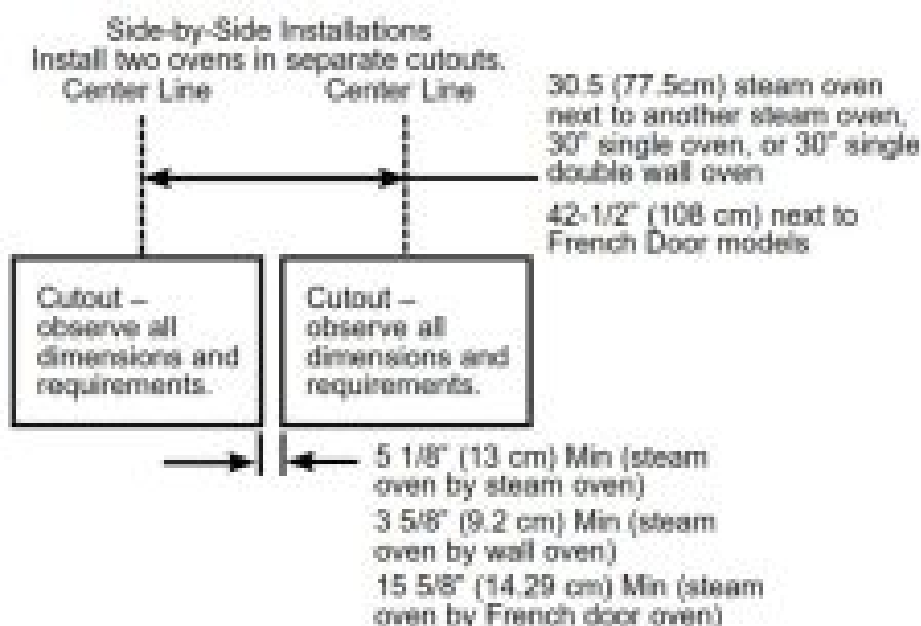 Side-by-Side Installations
Install two ovens in separate cutouts.
Center Line
Center Line
30.5 (77.5cm) steam oven
next to another steam oven,
30" single oven, or 30" single
double wall oven
42-1/2" (108 cm) next to
French Door models
Cutout –
observe all
dimensions and
requirements.
Cutout –
observe all
dimensions and
requirements.
5 1/8" (13 cm) Min (steam
oven by steam oven)
3 5/8" (9.2 cm) Min (steam
oven by wall oven)
15 5/8" (14.29 cm) Min (steam
oven by French door oven)